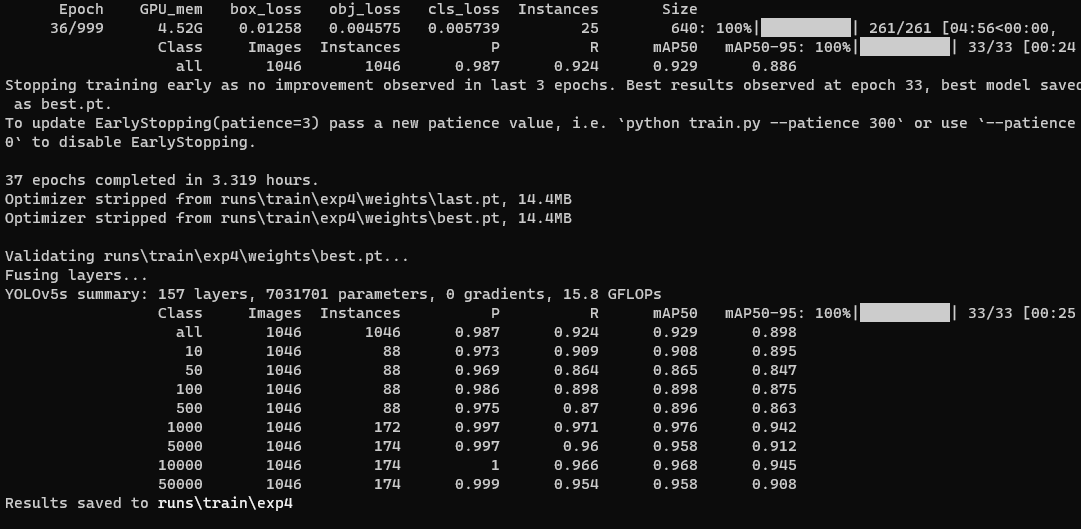 Epoch GPU_mem box_loss obj_loss cls_loss Instances Size
36/999 4.52G 0.01258 0.004575 0.005739 25 640: 100%| | 261/261 [04:56<00:00,
Class Images Instances P R mAP50 mAP50-95: 100%| | 33/33 [00:24
all 1046 1046 0.987 0.924 0.929 0.886
Stopping training early as no improvement observed in last 3 epochs. Best results observed at epoch 33, best model saved
as best.pt.
To update EarlyStopping(patience=3) pass a new patience value, i.e. `python train.py --patience 300` or use `--patience
0` to disable EarlyStopping.
37 epochs completed in 3.319 hours.
Optimizer stripped from runs\train\exp4\weights\last.pt, 14.4MB
Optimizer stripped from runs\train\exp4\weights\best.pt, 14.4MB
Validating runs\train\exp4\weights\best.pt...
Fusing layers...
YOLOv5s summary: 157 layers, 7031701 parameters, 0 gradients, 15.8 GFLOPs
Class Images Instances P R mAP50 mAP50-95: 100%| | 33/33 [00:25
all 1046 1046 0.987 0.924 0.929 0.898
10 1046 88 0.973 0.909 0.908 0.895
50 1046 88 0.969 0.864 0.865 0.847
100 1046 88 0.986 0.898 0.898 0.875
500 1046 88 0.975 0.87 0.896 0.863
1000 1046 172 0.997 0.971 0.976 0.942
5000 1046 174 0.997 0.96 0.958 0.912
10000 1046 174 1 0.966 0.968 0.945
50000 1046 174 0.999 0.954 0.958 0.908
Results saved to runs\train\exp4